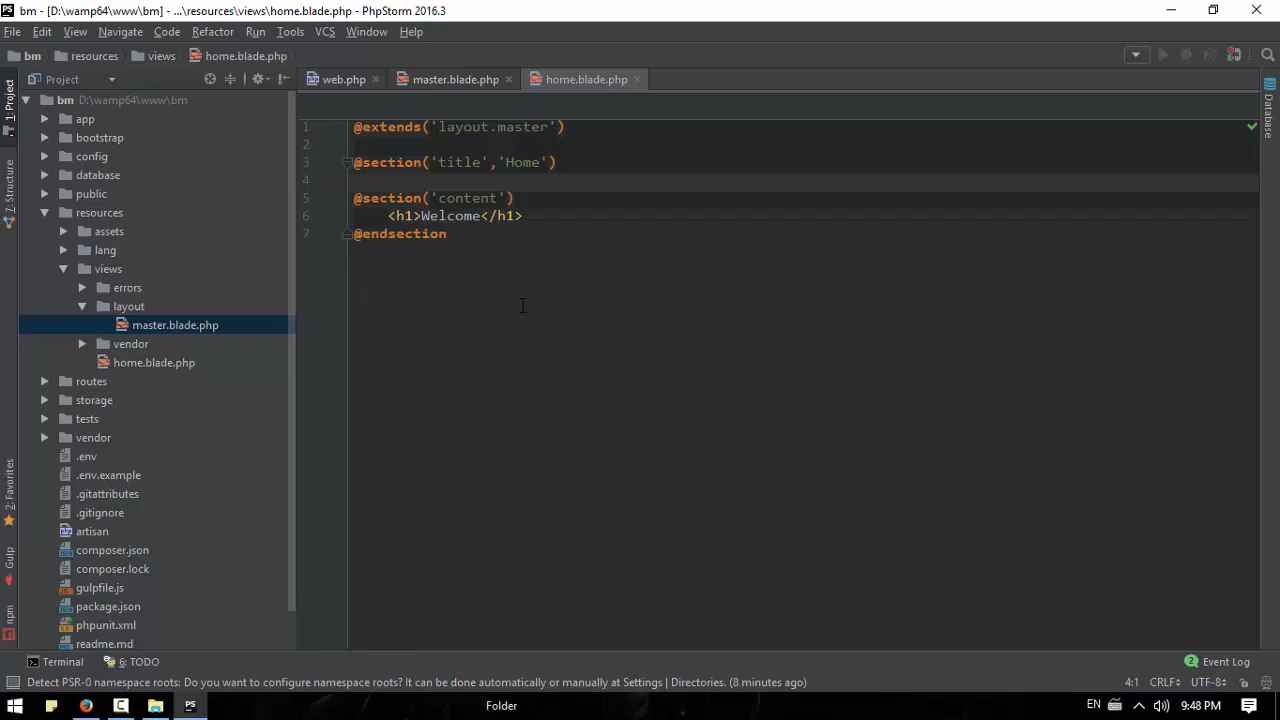 bm - [D:\wamp64\www\bm] - ...\resources\views\home.blade.php - PhpStorm 2016.3
File Edit View Navigate Code Refactor Run Tools VCS Window Help
bm resources views home.blade.php
Project web.php master.blade.php home.blade.php
1: Project
7: Structure
2: Favorites
Gulp
npm
Database
bm D:\wamp64\www\bm
app
bootstrap
config
database
public
resources
assets
lang
views
errors
layout
master.blade.php
vendor
home.blade.php
routes
storage
tests
vendor
.env
.env.example
.gitattributes
.gitignore
artisan
composer.json
composer.lock
gulpfile.js
package.json
phpunit.xml
readme.md
1 @extends('layout.master')
2
3 @section('title','Home')
4
5 @section('content')
6 <h1>Welcome</h1>
7 @endsection
Terminal 6: TODO 2 Event Log
Detect PSR-0 namespace roots: Do you want to configure namespace roots? It can be done automatically or manually at Settings | Directories. (8 minutes ago) 4:1 CRLF÷ UTF-8÷
Folder EN 9:48 PM